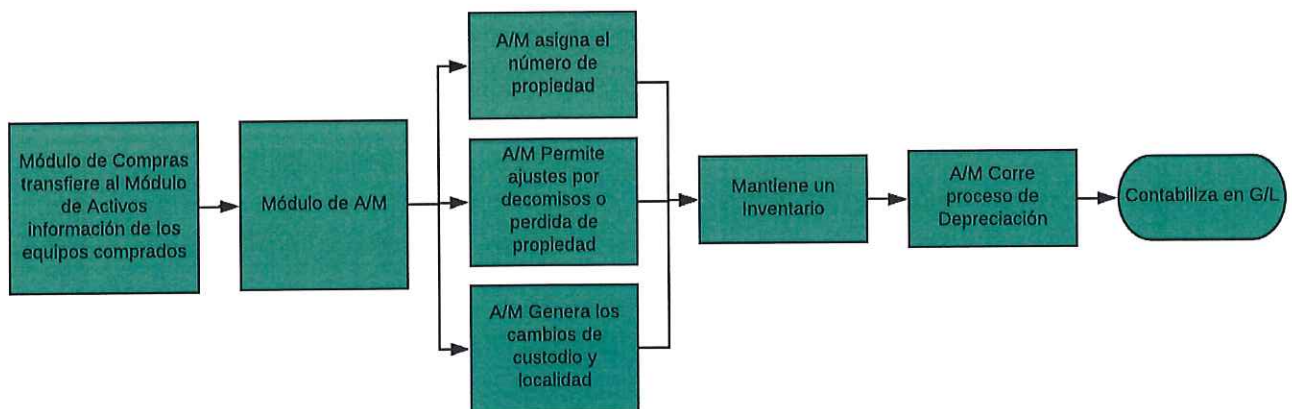 Módulo de Compras
transfiere al Módulo
de Activos
información de los
equipos comprados
Módulo de A/M
A/M asigna el
número de
propiedad
A/M Permite
ajustes por
decomisos o
perdida de
propiedad
A/M Genera los
cambios de
custodio y
localidad
Mantiene un
Inventario
A/M Corre
proceso de
Depreciación
Contabiliza en G/L